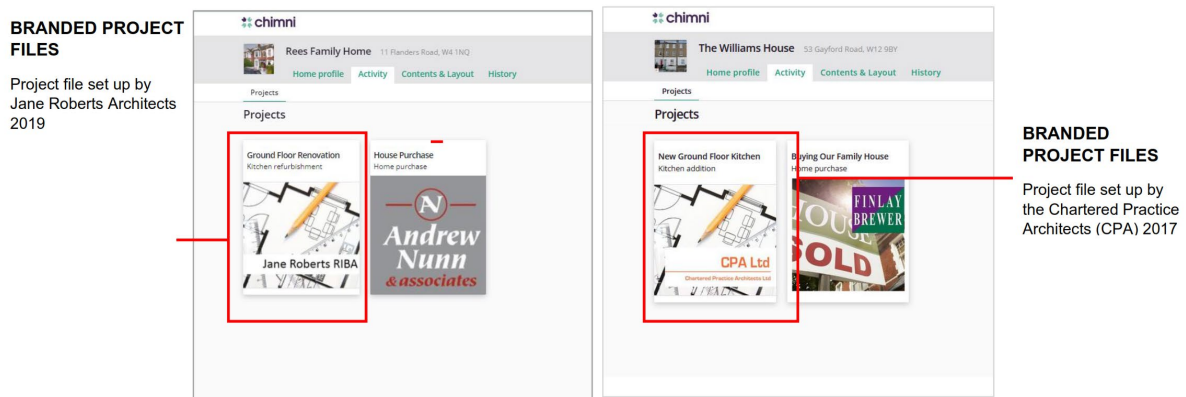 BRANDED PROJECT
FILES
Project file set up by
Jane Roberts Architects
2019
chimni
Rees Family Home 11 Flanders Road, W4 1NQ
Home profile Activity Contents & Layout History
Projects
Projects
Ground Floor Renovation
Kitchen refurbishment
Jane Roberts RIBA
House Purchase
Home purchase
AN
Andrew
Nunn
& associates
chimni
The Williams House 53 Gayford Road, W12 9BY
Home profile Activity Contents & Layout History
Projects
Projects
New Ground Floor Kitchen
Kitchen addition
CPA Ltd
Chartered Practice Architects Ltd
Buying Our Family House
Home purchase
FINLAY
BREWER
HOUSE
SOLD
BRANDED
PROJECT FILES
Project file set up by
the Chartered Practice
Architects (CPA) 2017